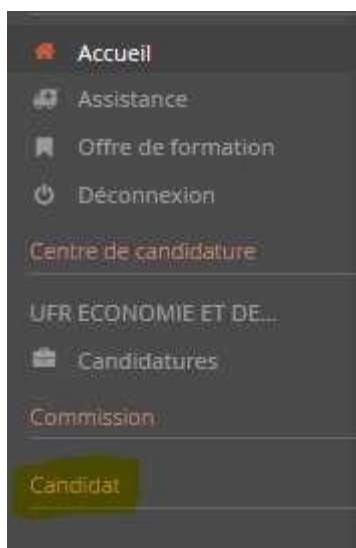 Accueil
Assistance
Offre de formation
Déconnexion
Centre de candidature
UFR ECONOMIE ET DE...
Candidatures
Commission
Candidat